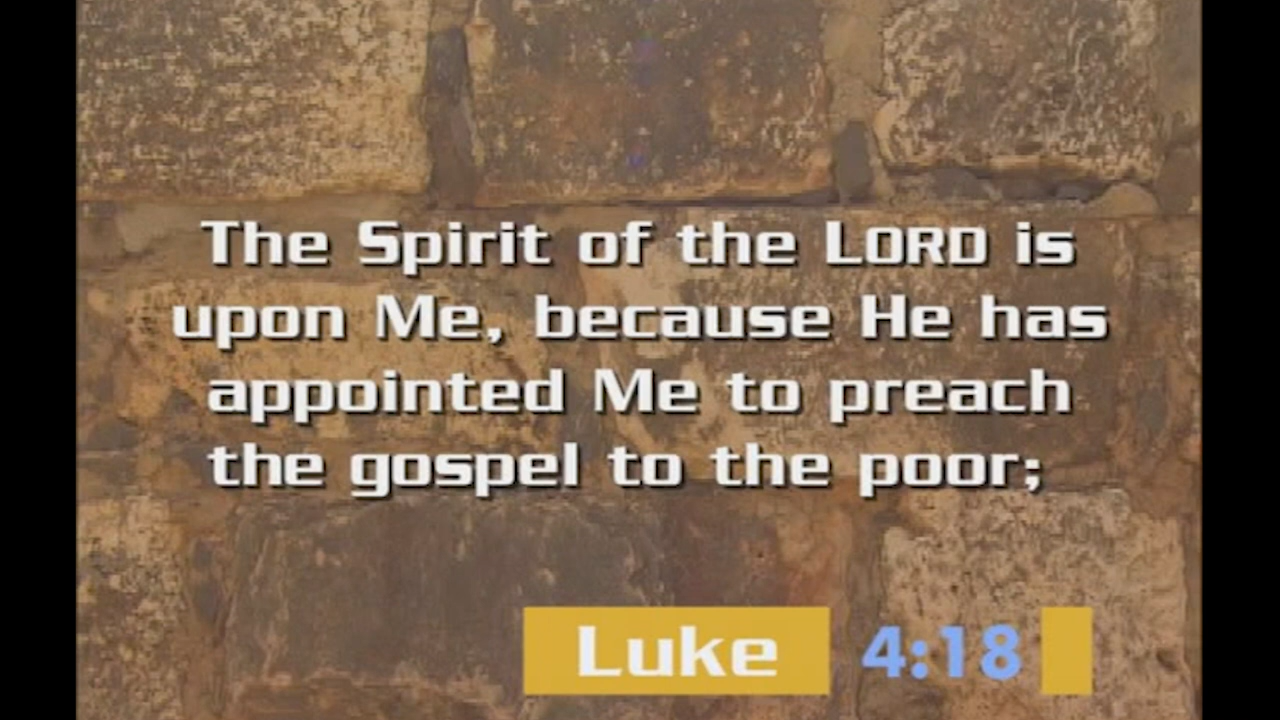 The Spirit of the LORD is
upon Me, because He has
appointed Me to preach
the gospel to the poor;
Luke 4:18